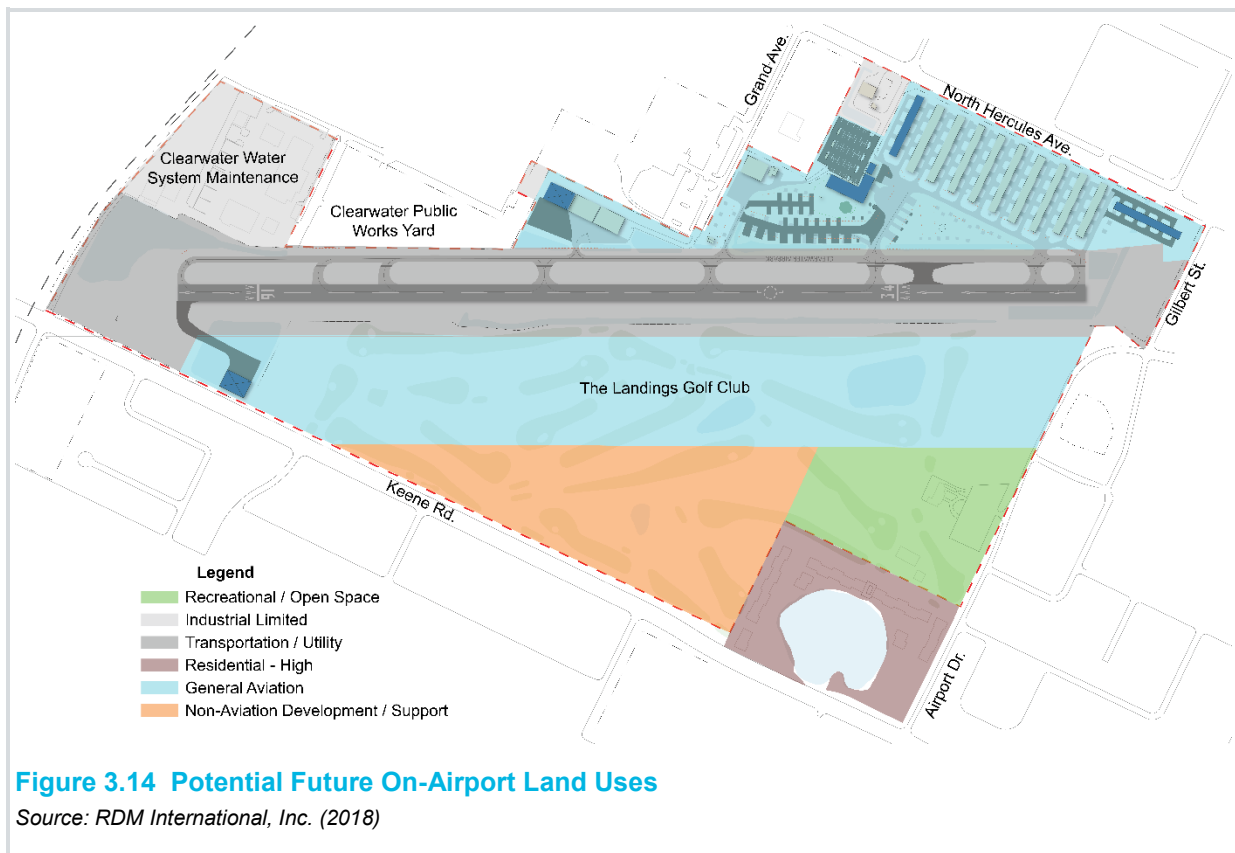 Grand Ave.
North Hercules Ave.
Clearwater Water
System Maintenance
Clearwater Public
Works Yard
Gilbert St.
16
34
The Landings Golf Club
Keene Rd.
Airport Dr.
Legend
Recreational / Open Space
Industrial Limited
Transportation / Utility
Residential - High
General Aviation
Non-Aviation Development / Support
Figure 3.14 Potential Future On-Airport Land Uses
Source: RDM International, Inc. (2018)